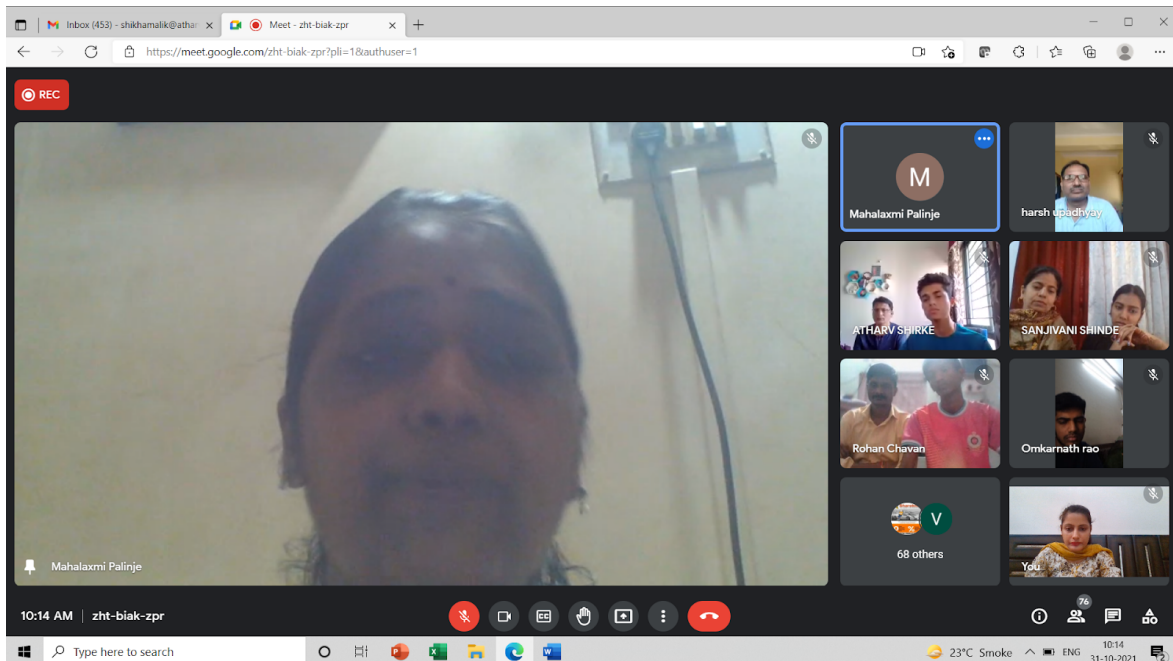 Inbox (453) - shikhamalik@athar
Meet - zht-biak-zpr
https://meet.google.com/zht-biak-zpr?pli=1&authuser=1
REC
M
Mahalaxmi Palinje
harsh upadhyay
ATHARV SHIRKE
SANJIVANI SHINDE
Rohan Chavan
Omkarnath rao
V
68 others
You
Mahalaxmi Palinje
10:14 AM | zht-biak-zpr
CC
76
Type here to search
23°C Smoke
ENG
10:14
31-10-2021
2